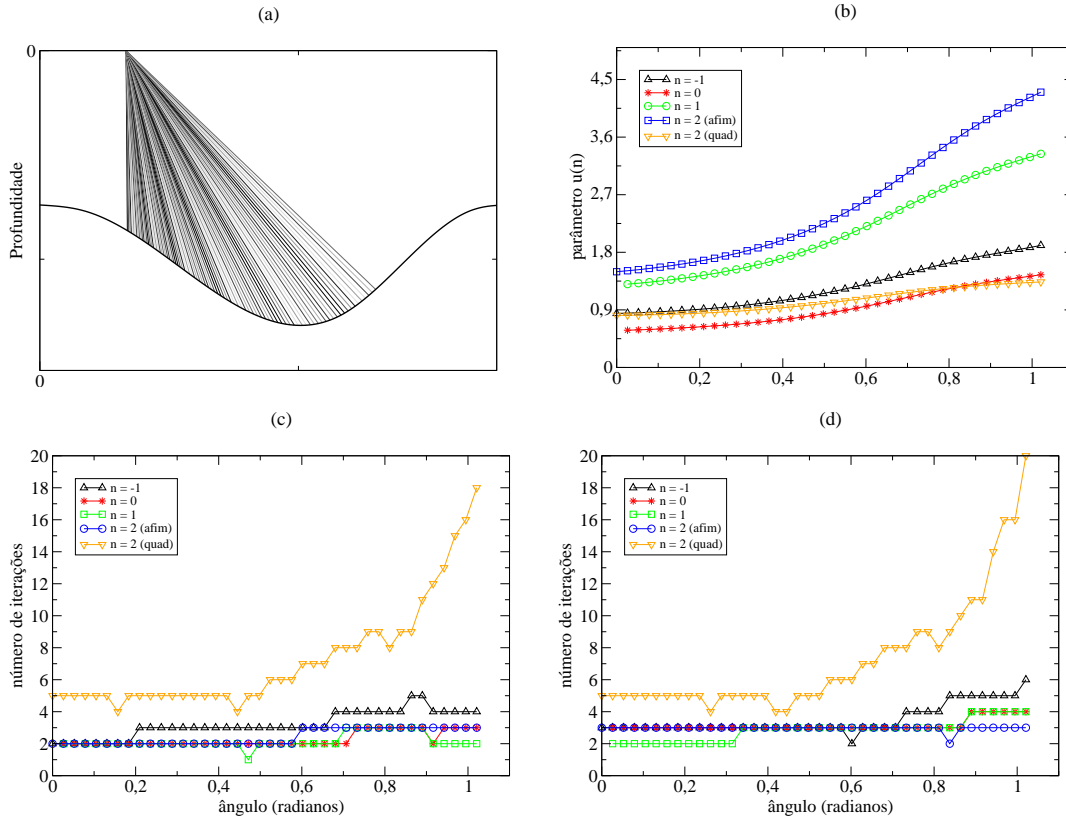 (a)
0
Profundididade
0
(b)
4,5
3,6
2,7
1,8
0,9
0
parâmetro u(n)
n = -1
n = 0
n = 1
n = 2 (afim)
n = 2 (quad)
0 0,2 0,4 0,6 0,8 1
(c)
20
18
16
14
12
10
8
6
4
2
0
número de iterações
n = -1
n = 0
n = 1
n = 2 (afim)
n = 2 (quad)
0 0,2 0,4 0,6 0,8 1
ângulo (radianos)
(d)
20
18
16
14
12
10
8
6
4
2
0
número de iterações
n = -1
n = 0
n = 1
n = 2 (afim)
n = 2 (quad)
0 0,2 0,4 0,6 0,8 1
ângulo (radianos)